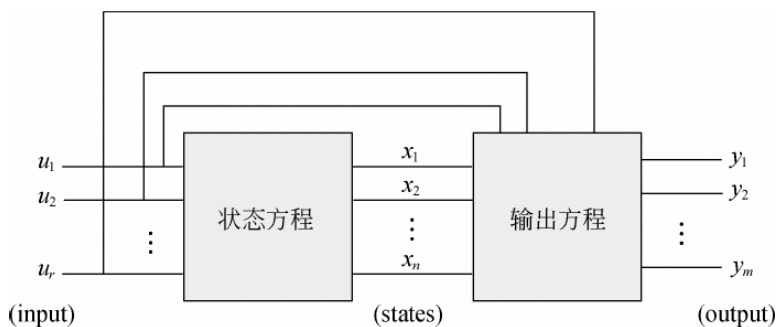 u₁ x₁ y₁
u₂ x₂ y₂
状态方程 输出方程
⋮ ⋮ ⋮
uᵣ xₙ yₘ
(input) (states) (output)